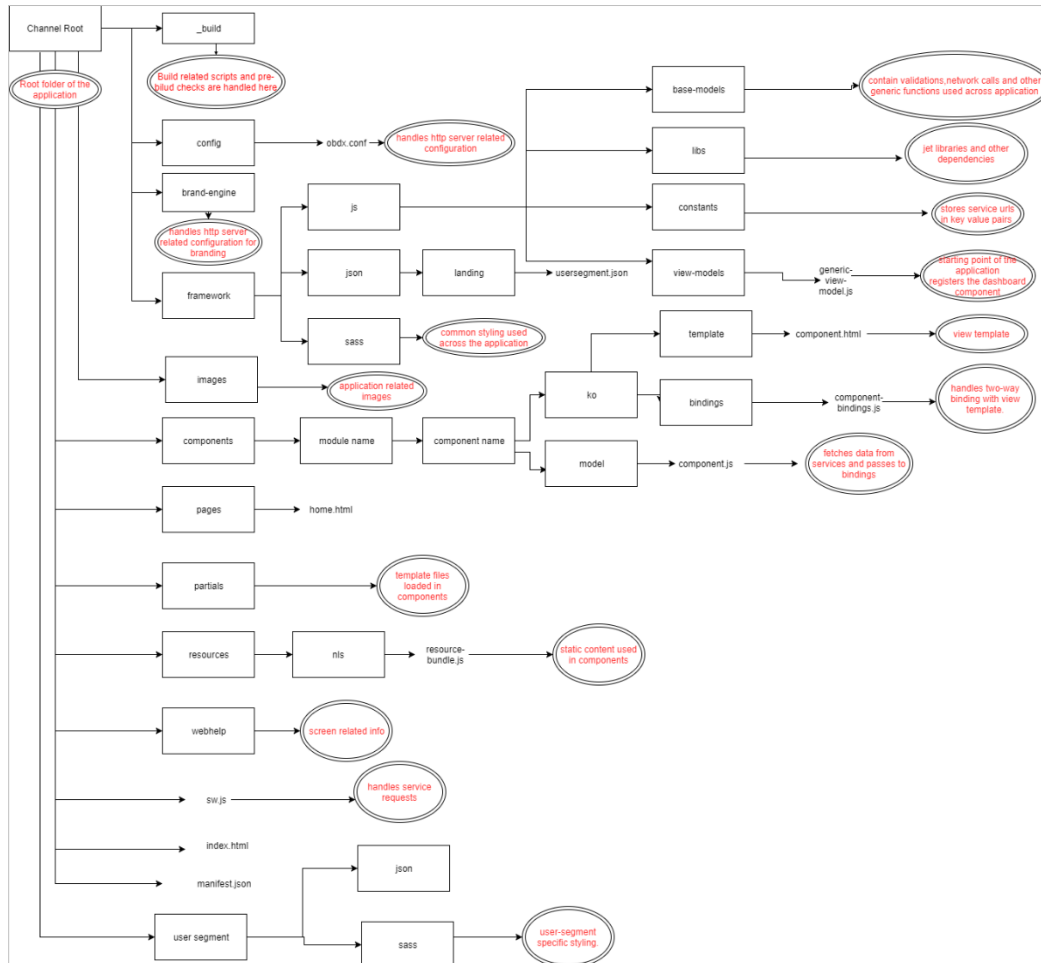 Channel Root
_build
Root folder of the
application
Build related scripts and pre-
bilud checks are handled here
config
obdx.conf
handles http server related
configuration
brand-engine
handles http server
related configuration for
branding
framework
js
json
landing
usersegment.json
sass
common styling used
across the application
base-models
contain validations,network calls and other
generic functions used across application
libs
jet libraries and other
dependencies
constants
stores service urls
in key value pairs
view-models
generic-
view-
model.js
starting point of the
application
registers the dashboard
component
images
application related
images
components
module name
component name
ko
template
component.html
view template
bindings
component-
bindings.js
handles two-way
binding with view
template.
model
component.js
fetches data from
services and passes to
bindings
pages
home.html
partials
template files
loaded in
components
resources
nls
resource-
bundle.js
static content used
in components
webhelp
screen related info
sw.js
handles service
requests
index.html
manifest.json
user segment
json
sass
user-segment
specific styling.